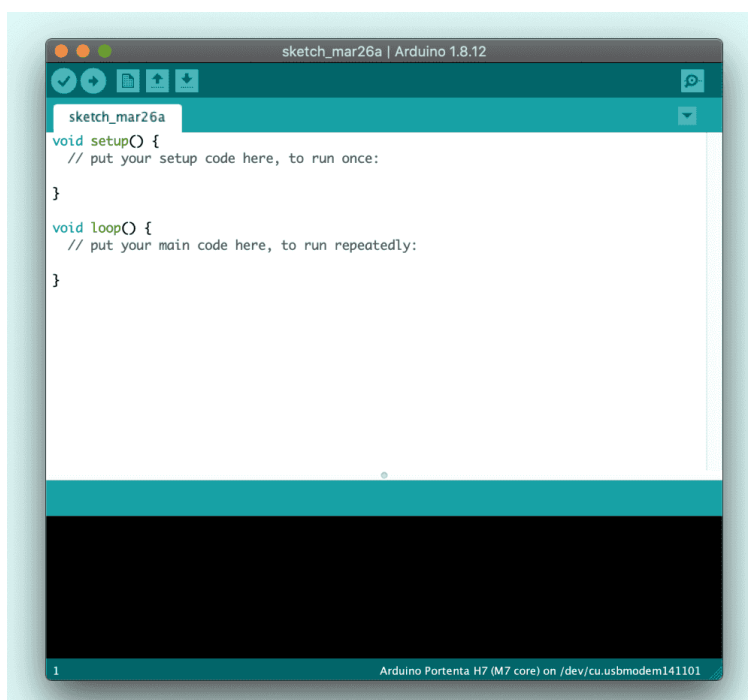 sketch_mar26a | Arduino 1.8.12
sketch_mar26a
void setup() {
  // put your setup code here, to run once:
}
void loop() {
  // put your main code here, to run repeatedly:
}
1
Arduino Portenta H7 (M7 core) on /dev/cu.usbmodem141101